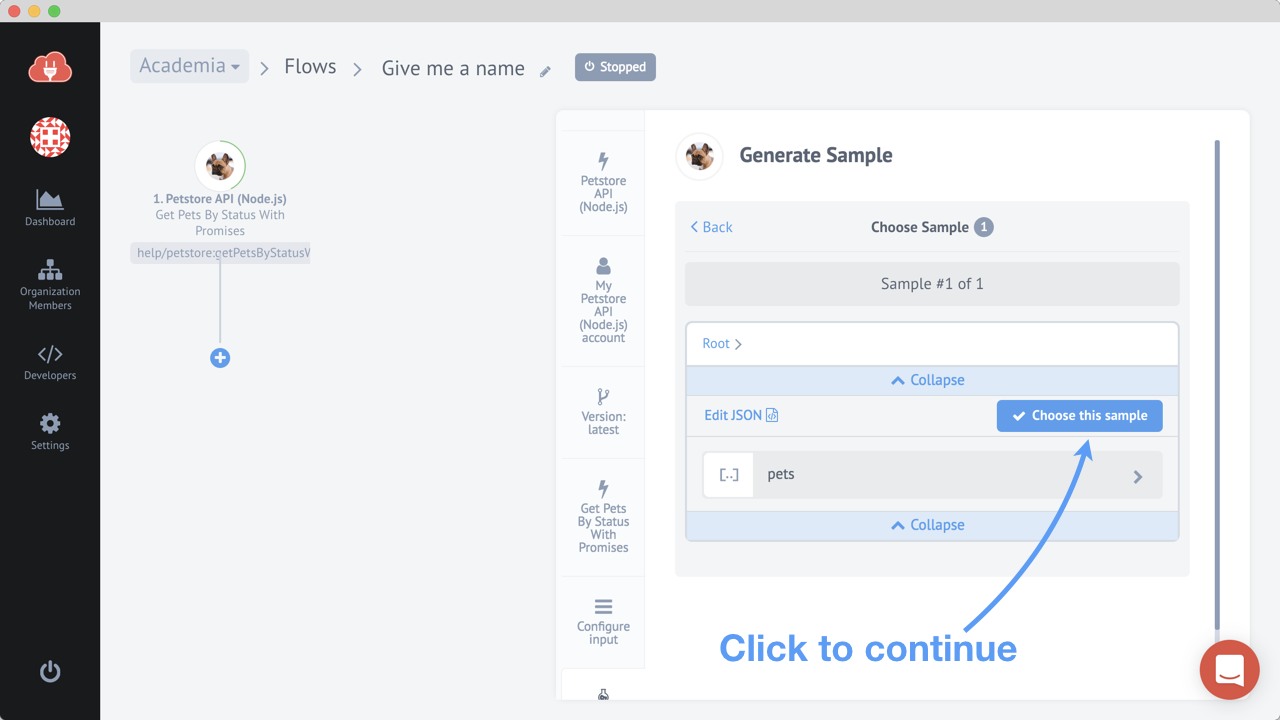 Academia
Flows
Give me a name
Stopped
Dashboard
Organization
Members
Developers
Settings
1. Petstore API (Node.js)
Get Pets By Status With
Promises
help/petstore:getPetsByStatusW
Petstore
API
(Node.js)
My
Petstore
API
(Node.js)
account
Version:
latest
Get Pets
By Status
With
Promises
Configure
input
Generate Sample
Back
Choose Sample 1
Sample #1 of 1
Root
Collapse
Edit JSON
Choose this sample
[..]
pets
Collapse
Click to continue